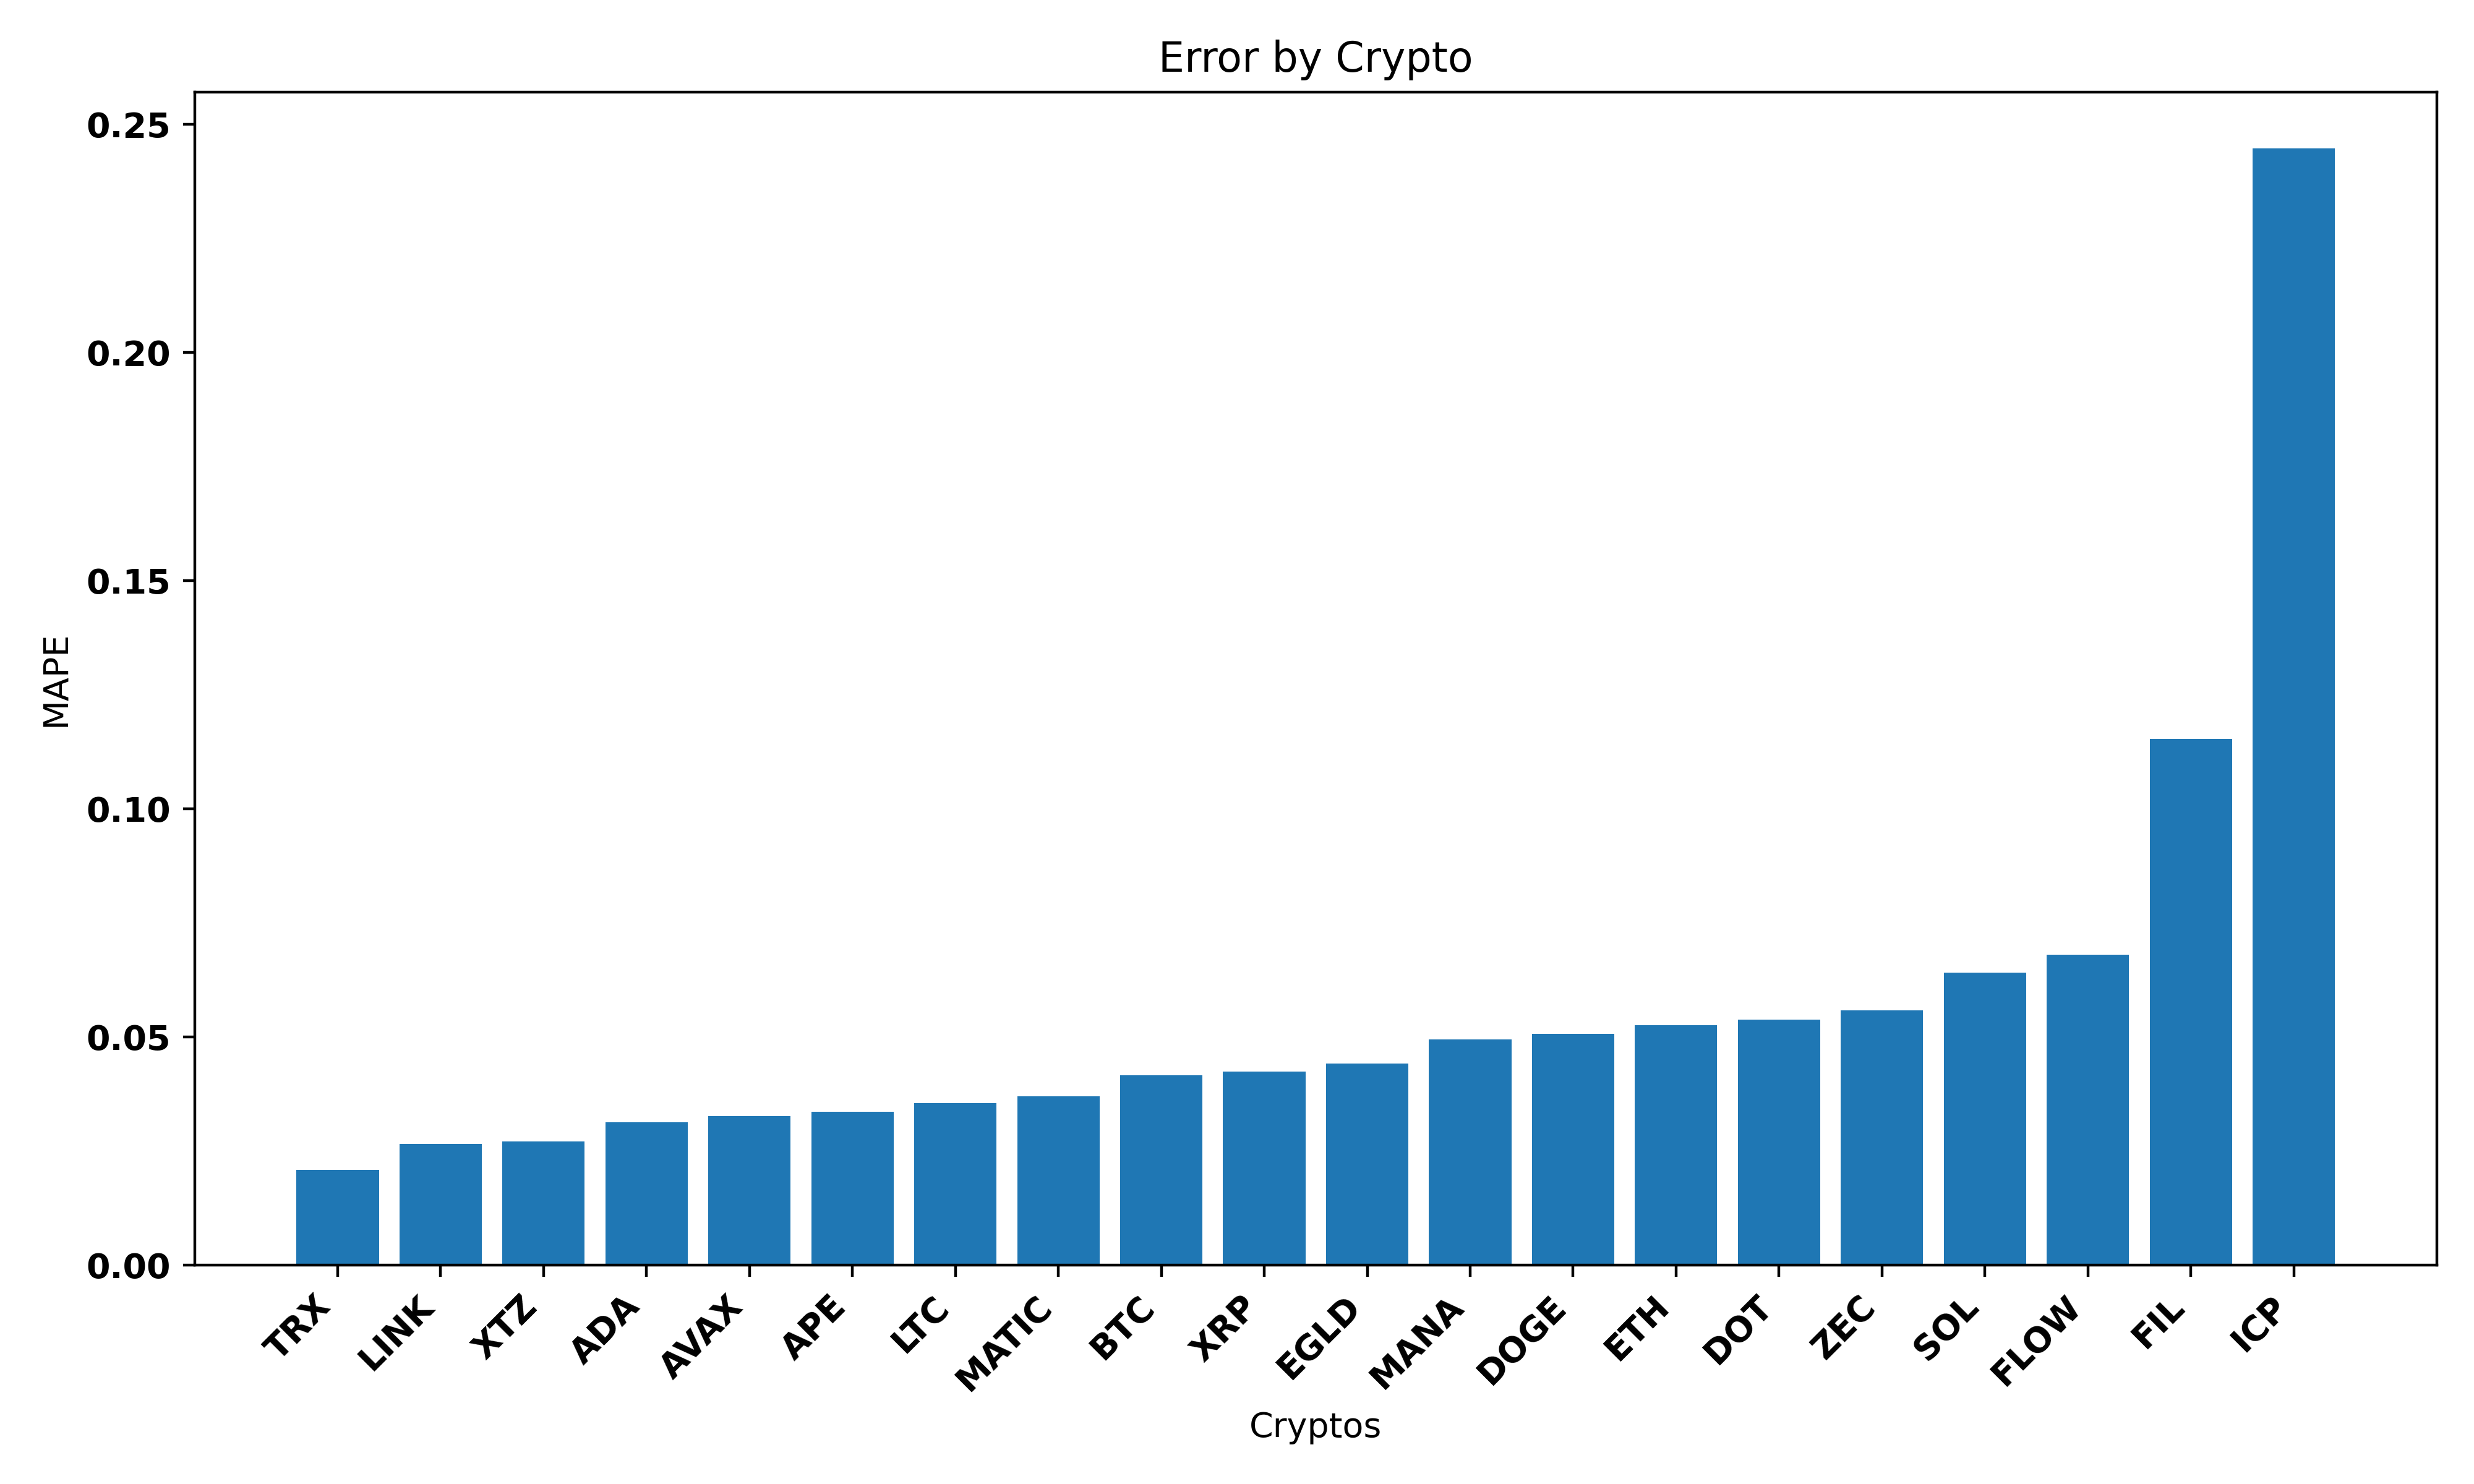 Error by Crypto
0.25
0.20
0.15
0.10
0.05
0.00
MAPE
TRX
LINK
XTZ
ADA
AVAX
APE
LTC
MATIC
BTC
XRP
EGLD
MANA
DOGE
ETH
DOT
ZEC
SOL
FLOW
FIL
ICP
Cryptos